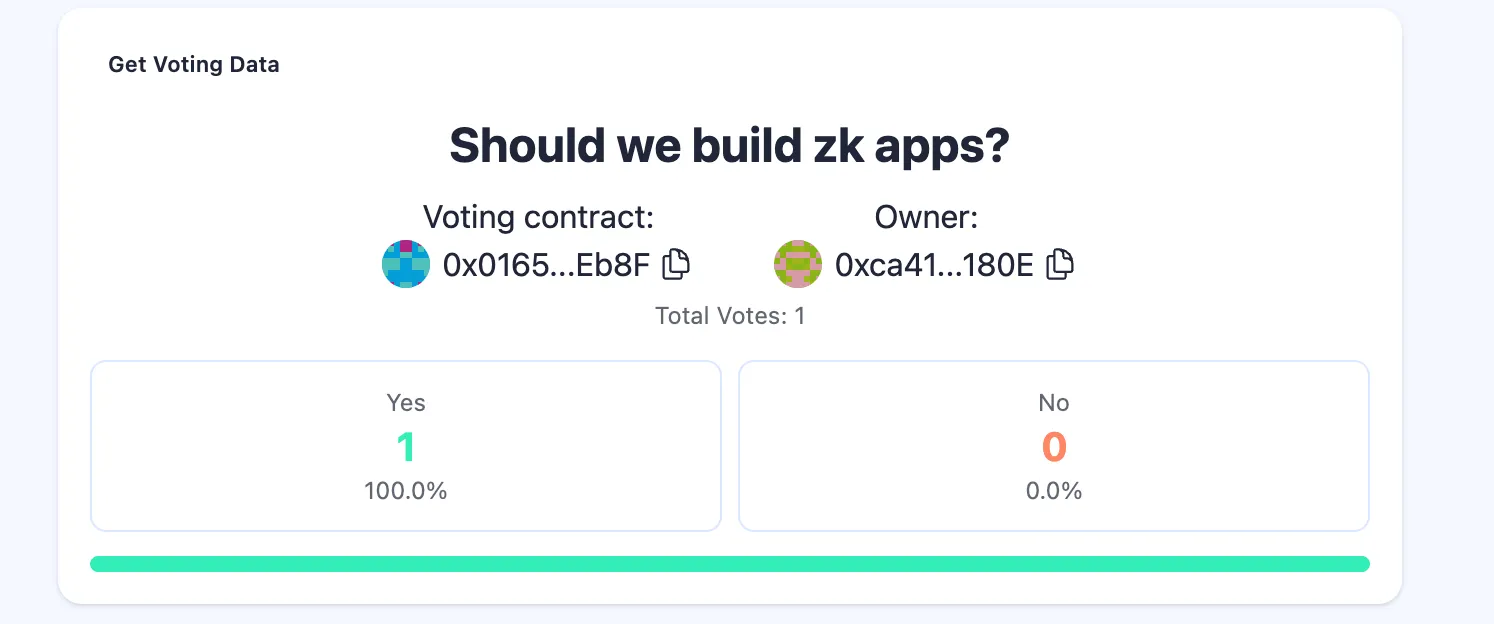 Get Voting Data
Should we build zk apps?
Voting contract:
0x0165...Eb8F
Owner:
0xca41...180E
Total Votes: 1
Yes
1
100.0%
No
0
0.0%